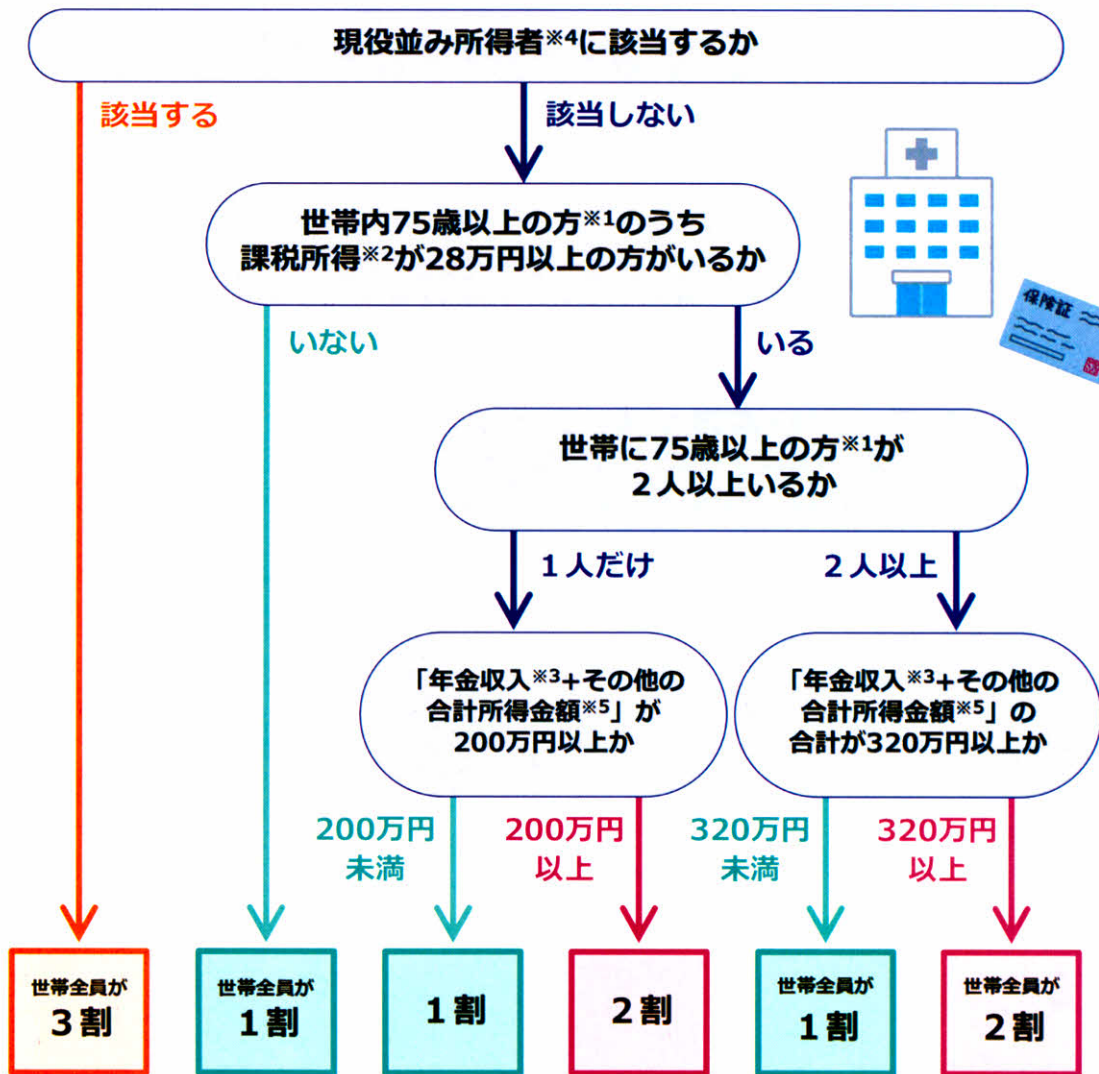 現役並み所得者※4に該当するか
該当する
該当しない
世帯内75歳以上の方※1のうち
課税所得※2が28万円以上の方がいるか
保険証
いない
いる
世帯に75歳以上の方※1が
２人以上いるか
１人だけ
２人以上
「年金収入※3+その他の
合計所得金額※5」が
200万円以上か
「年金収入※3+その他の
合計所得金額※5」の
合計が320万円以上か
200万円
未満
200万円
以上
320万円
未満
320万円
以上
世帯全員が
３割
世帯全員が
１割
１割
２割
世帯全員が
１割
世帯全員が
２割